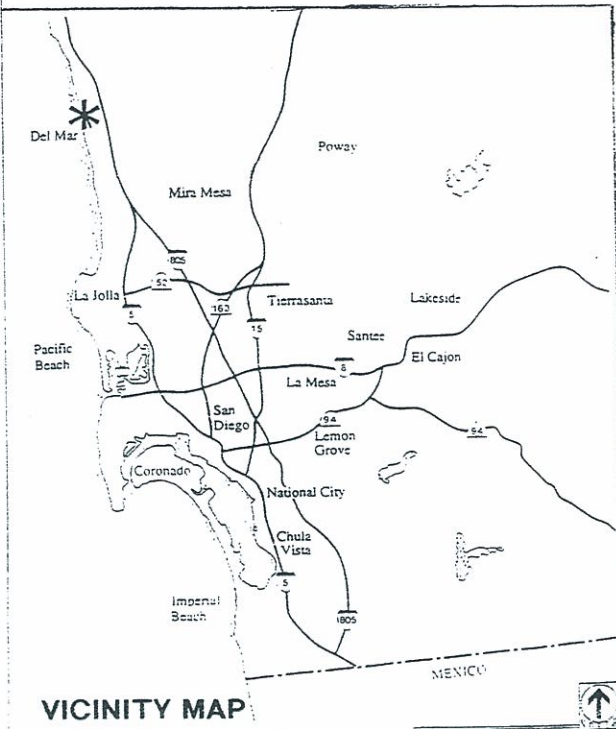 Del Mar
Poway
Mira Mesa
805
52
La Jolla
163
Tierrasanta
Lakeside
5
15
Santee
Pacific
Beach
8
El Cajon
La Mesa
San
Diego
94
Lemon
Grove
94
Coronado
National City
Chula
Vista
5
Imperial
Beach
805
MEXICO
VICINITY MAP